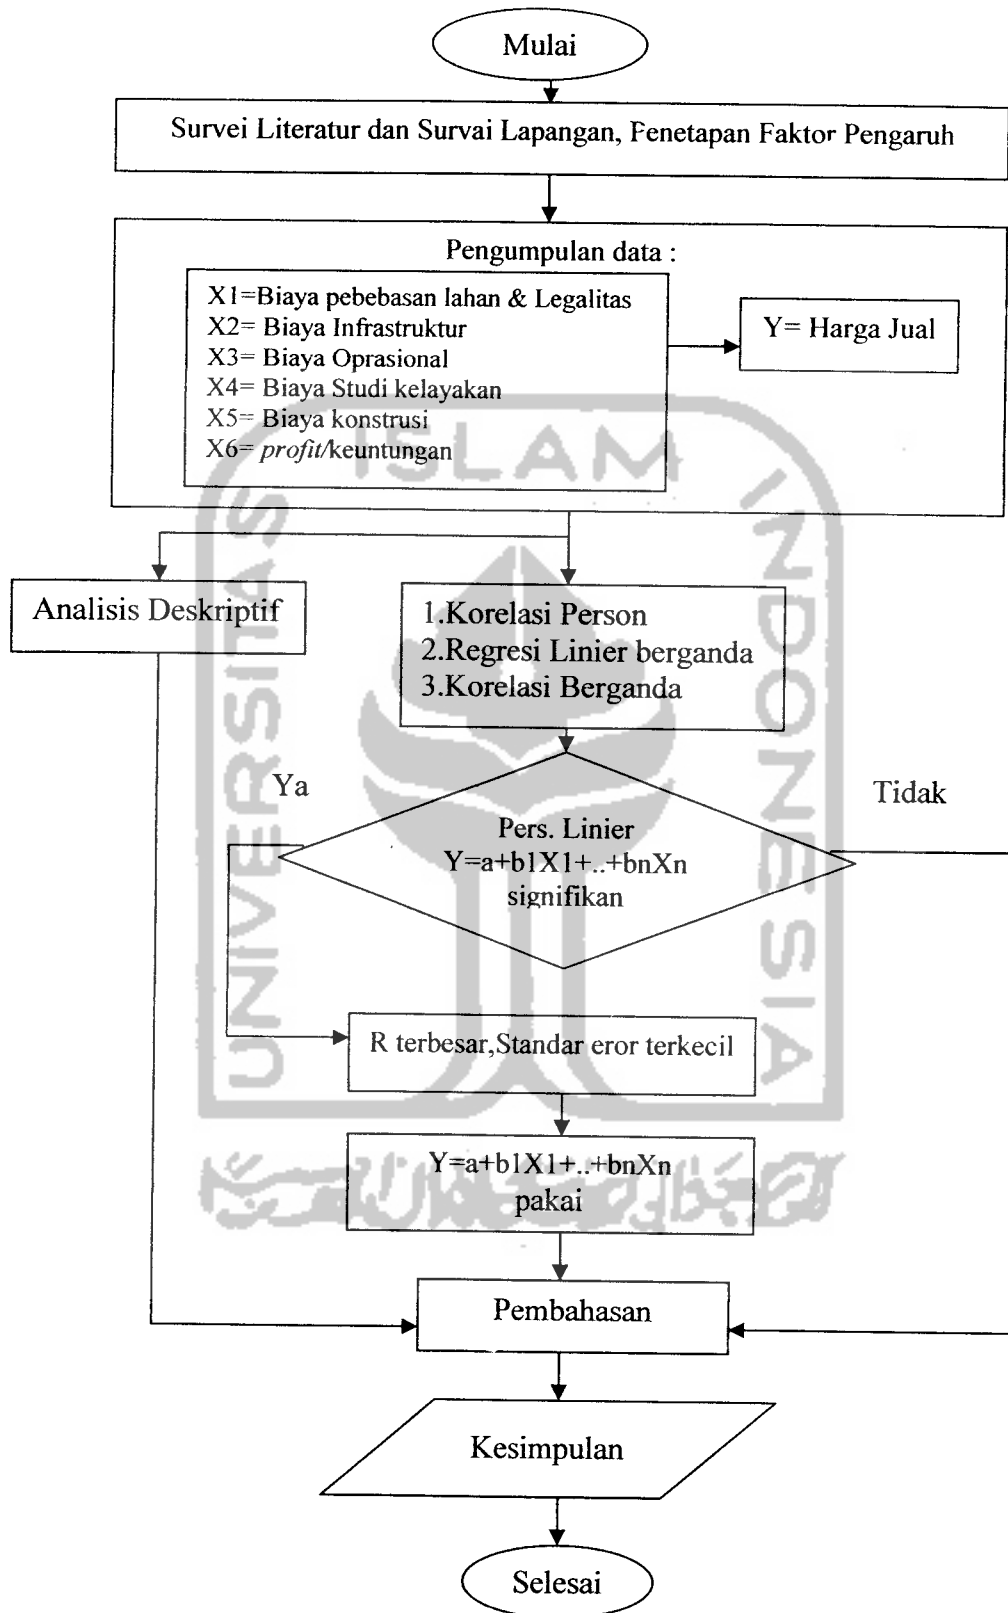 Mulai
Survei Literatur dan Survai Lapangan, Fenetapan Faktor Pengaruh
Pengumpulan data :
X1=Biaya pebebasan lahan & Legalitas
X2= Biaya Infrastruktur
X3= Biaya Oprasional
X4= Biaya Studi kelayakan
X5= Biaya konstrusi
X6= profit/keuntungan
Y= Harga Jual
ISLAM
UNIVERSITAS
INDONESIA
Analisis Deskriptif
1.Korelasi Person
2.Regresi Linier berganda
3.Korelasi Berganda
Ya
Tidak
Pers. Linier
Y=a+b1X1+..+bnXn
signifikan
R terbesar,Standar eror terkecil
Y=a+b1X1+..+bnXn
pakai
Pembahasan
Kesimpulan
Selesai